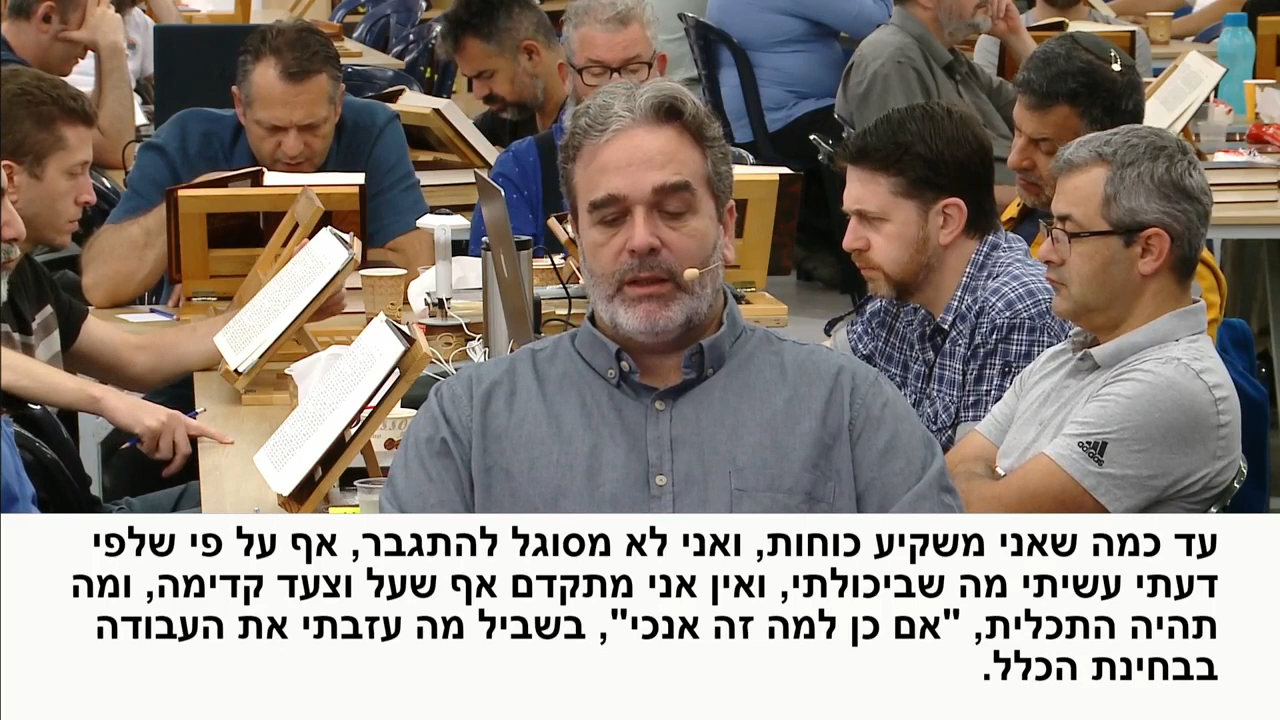 adidas
עד כמה שאני משקיע כוחות, ואני לא מסוגל להתגבר, אף על פי שלפי
דעתי עשיתי מה שביכולתי, ואין אני מתקדם אף שעל וצעד קדימה, ומה
תהיה התכלית, "אם כן למה זה אנכי", בשביל מה עזבתי את העבודה
בבחינת הכלל.